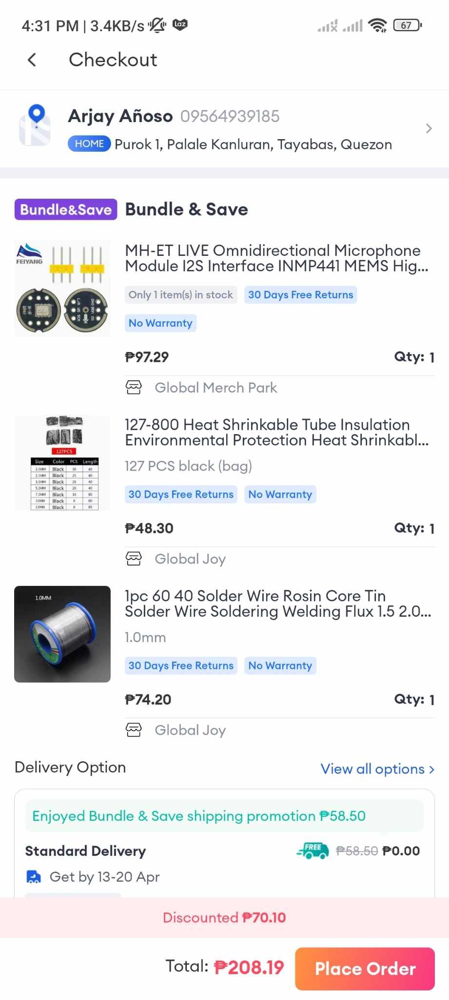 4:31 PM | 3.4KB/s Laz 67
Checkout
Arjay Añoso 09564939185
HOME Purok 1, Palale Kanluran, Tayabas, Quezon
Bundle&Save Bundle & Save
FEIYANG
MH-ET LIVE Omnidirectional Microphone
Module I2S Interface INMP441 MEMS Hig...
Only 1 item(s) in stock 30 Days Free Returns
No Warranty
₱97.29 Qty: 1
Global Merch Park
127PCS
Size Color PCS Length
2.0MM Black 30 40
2.5MM Black 25 40
3.5MM Black 20 40
5.0MM Black 20 40
7.0MM Black 16 80
10MM Black 8 80
13MM Black 8 85
127-800 Heat Shrinkable Tube Insulation
Environmental Protection Heat Shrinkabl...
127 PCS black (bag)
30 Days Free Returns No Warranty
₱48.30 Qty: 1
Global Joy
1.0MM
1pc 60 40 Solder Wire Rosin Core Tin
Solder Wire Soldering Welding Flux 1.5 2.0...
1.0mm
30 Days Free Returns No Warranty
₱74.20 Qty: 1
Global Joy
Delivery Option View all options >
Enjoyed Bundle & Save shipping promotion ₱58.50
Standard Delivery FREE ₱58.50 ₱0.00
Get by 13-20 Apr
Discounted ₱70.10
Total: ₱208.19 Place Order